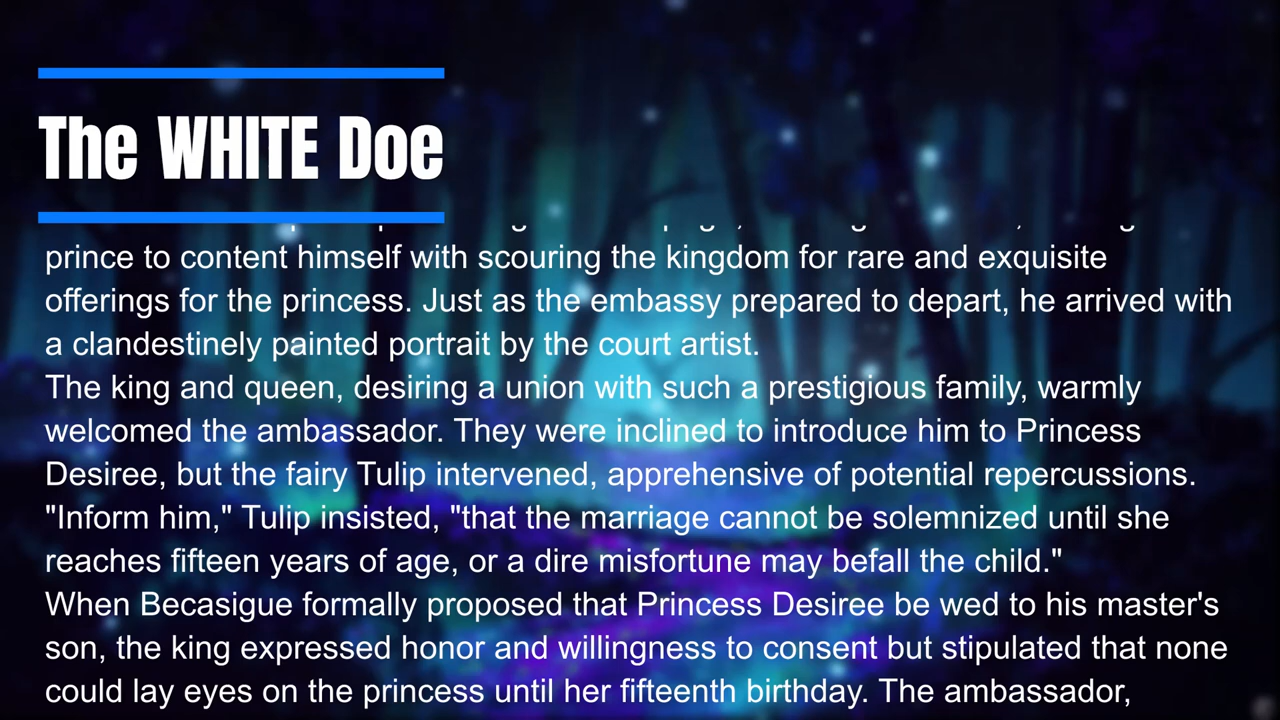 The WHITE Doe
prince to content himself with scouring the kingdom for rare and exquisite
offerings for the princess. Just as the embassy prepared to depart, he arrived with
a clandestinely painted portrait by the court artist.
The king and queen, desiring a union with such a prestigious family, warmly
welcomed the ambassador. They were inclined to introduce him to Princess
Desiree, but the fairy Tulip intervened, apprehensive of potential repercussions.
"Inform him," Tulip insisted, "that the marriage cannot be solemnized until she
reaches fifteen years of age, or a dire misfortune may befall the child."
When Becasigue formally proposed that Princess Desiree be wed to his master's
son, the king expressed honor and willingness to consent but stipulated that none
could lay eyes on the princess until her fifteenth birthday. The ambassador,